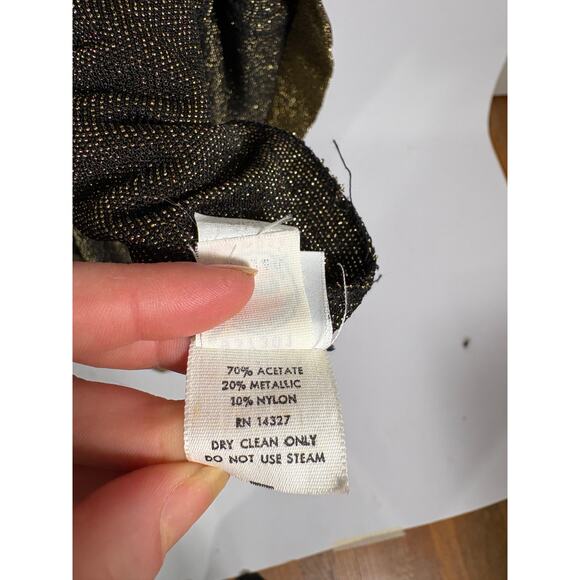 70% ACETATE
20% METALLIC
10% NYLON
RN 14327
DRY CLEAN ONLY
DO NOT USE STEAM